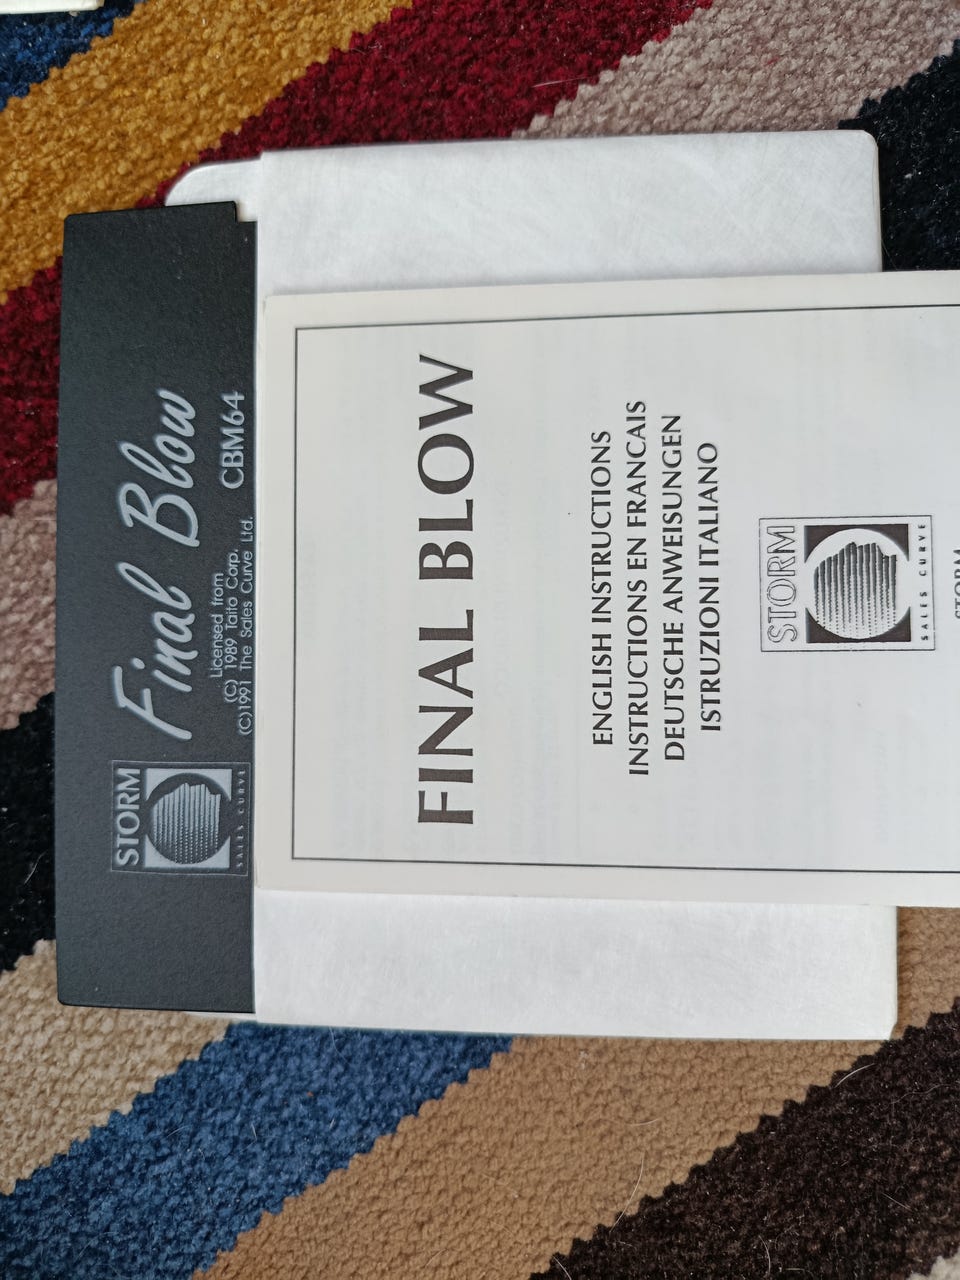 STORM
SALES CURVE
Final Blow
Licensed from
(C) 1989 Taito Corp.
(C)1991 The Sales Curve Ltd.
CBM64
FINAL BLOW
ENGLISH INSTRUCTIONS
INSTRUCTIONS EN FRANCAIS
DEUTSCHE ANWEISUNGEN
ISTRUZIONI ITALIANO
STORM
SALES CURVE
STORM